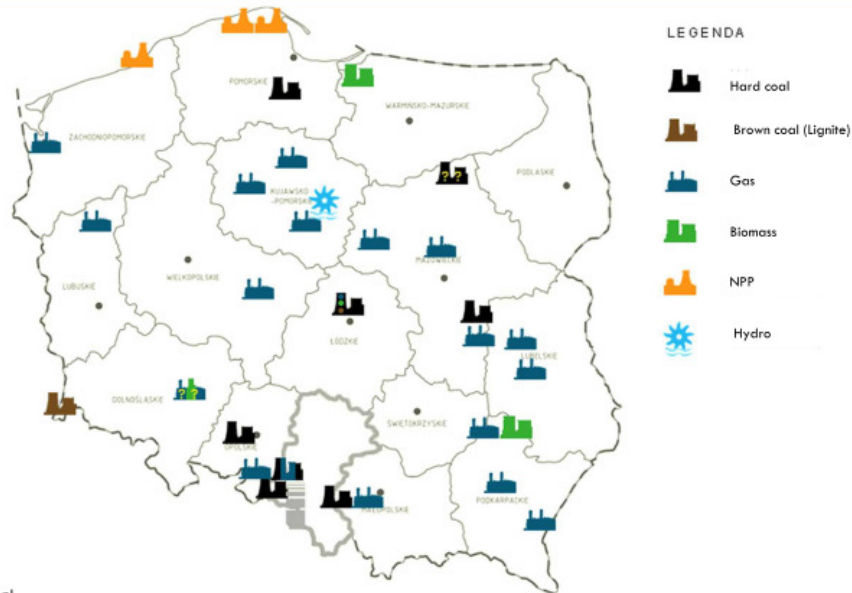 LEGENDA
POMORSKIE
Hard coal
WARMIŃSKO-MAZURSKIE
Brown coal (Lignite)
ZACHODNIOPOMORSKIE
PODLASKIE
Gas
KUJAWSKO
-POMORSKIE
Biomass
MAZOWIECKIE
WIELKOPOLSKIE
LUBUSKIE
NPP
ŁÓDZKIE
Hydro
LUBELSKIE
??
??
DOLNOŚLĄSKIE
ŚWIĘTOKRZYSKIE
OPOLSKIE
PODKARPACKIE
MAŁOPOLSKIE